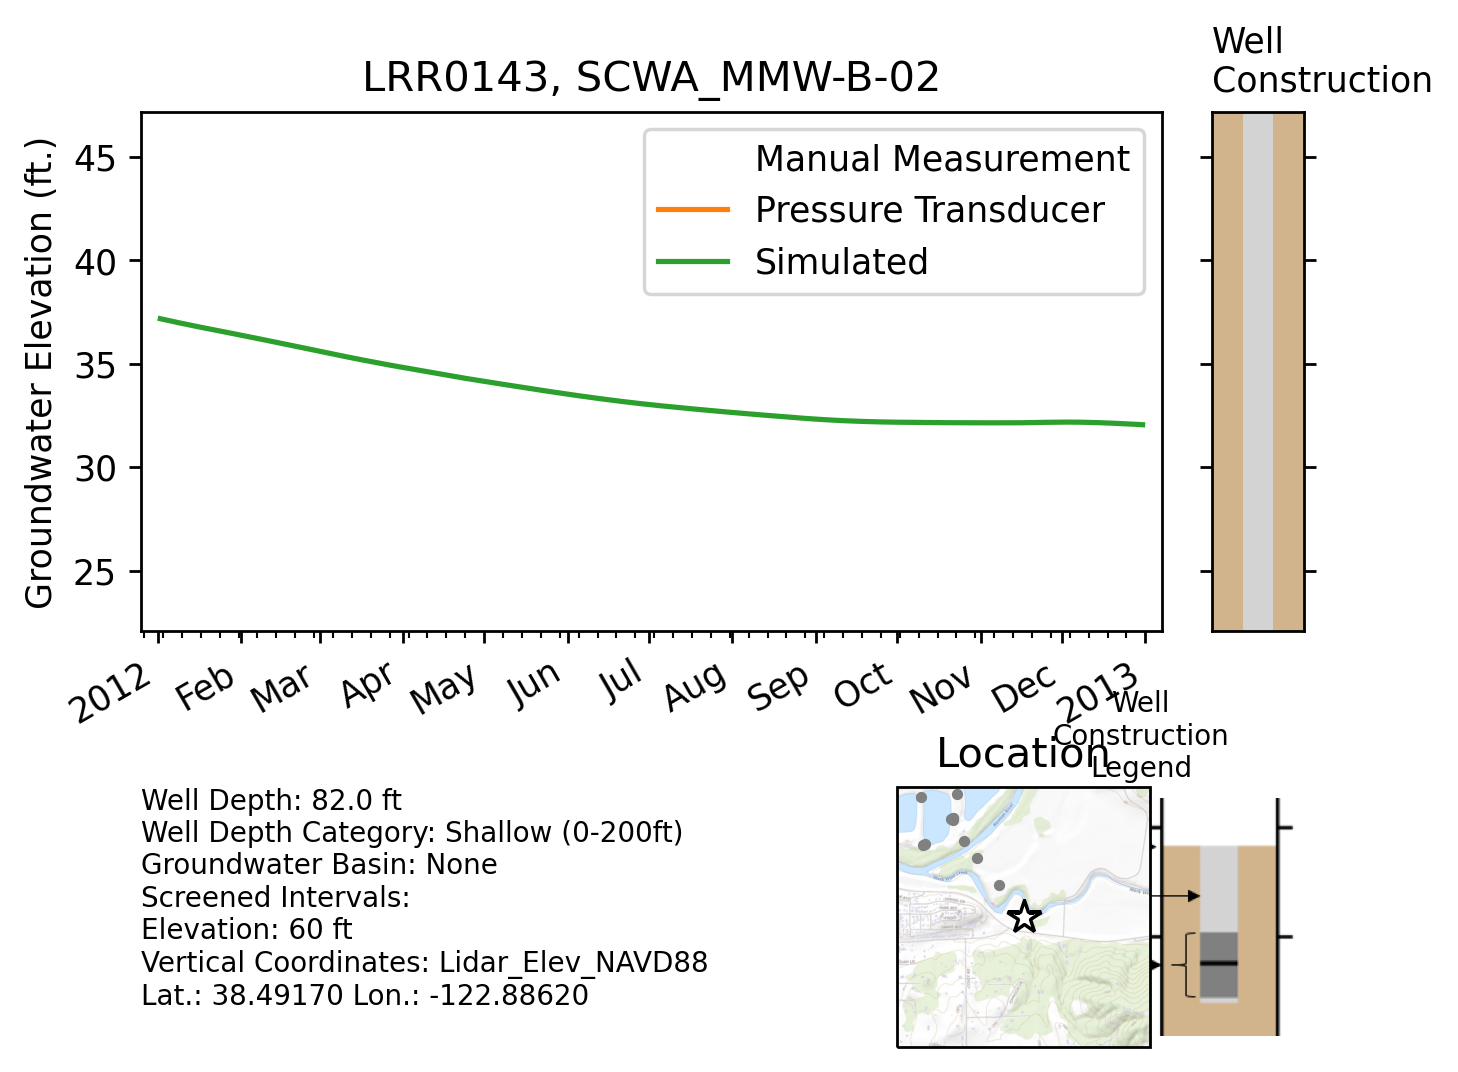 Well
Construction
LRR0143, SCWA_MMW-B-02
Groundwater Elevation (ft.)
45
40
35
30
25
Manual Measurement
Pressure Transducer
Simulated
2012
Feb
Mar
Apr
May
Jun
Jul
Aug
Sep
Oct
Nov
Dec
2013
Well
Construction
Legend
Location
Well Depth: 82.0 ft
Well Depth Category: Shallow (0-200ft)
Groundwater Basin: None
Screened Intervals:
Elevation: 60 ft
Vertical Coordinates: Lidar_Elev_NAVD88
Lat.: 38.49170 Lon.: -122.88620